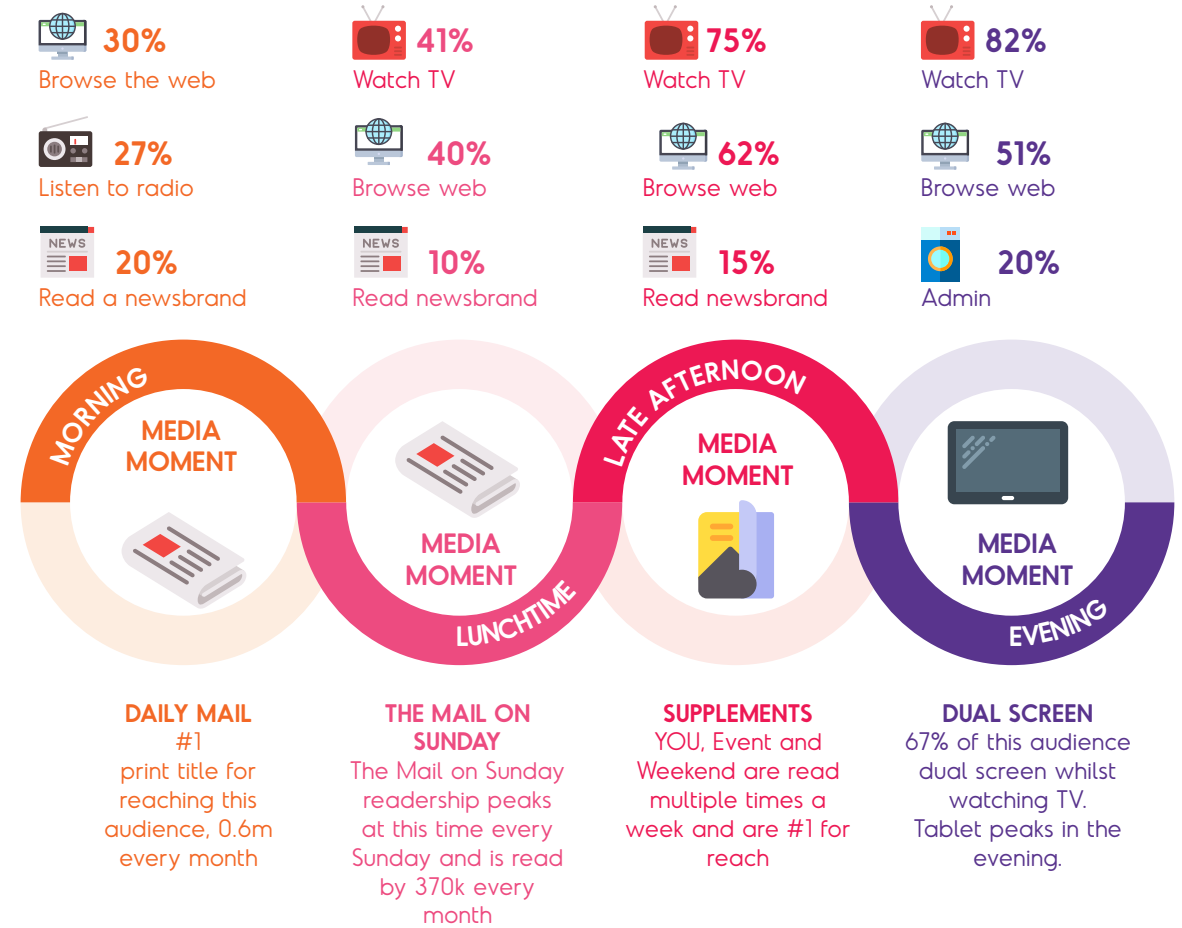 30%
Browse the web
27%
Listen to radio
NEWS
20%
Read a newsbrand
41%
Watch TV
40%
Browse web
NEWS
10%
Read newsbrand
75%
Watch TV
62%
Browse web
NEWS
15%
Read newsbrand
82%
Watch TV
51%
Browse web
20%
Admin
MORNING
MEDIA
MOMENT
MEDIA
MOMENT
LUNCHTIME
LATE AFTERNOON
MEDIA
MOMENT
MEDIA
MOMENT
EVENING
DAILY MAIL
#1
print title for
reaching this
audience, 0.6m
every month
THE MAIL ON
SUNDAY
The Mail on Sunday
readership peaks
at this time every
Sunday and is read
by 370k every
month
SUPPLEMENTS
YOU, Event and
Weekend are read
multiple times a
week and are #1 for
reach
DUAL SCREEN
67% of this audience
dual screen whilst
watching TV.
Tablet peaks in the
evening.